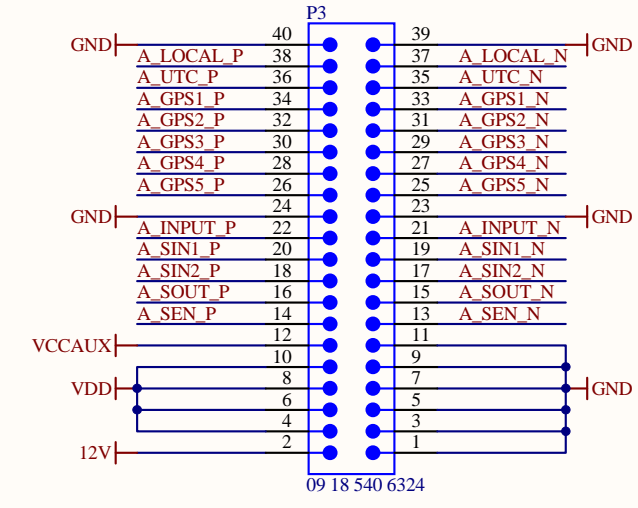 P3
GND 40 39 GND
A_LOCAL_P 38 37 A_LOCAL_N
A_UTC_P 36 35 A_UTC_N
A_GPS1_P 34 33 A_GPS1_N
A_GPS2_P 32 31 A_GPS2_N
A_GPS3_P 30 29 A_GPS3_N
A_GPS4_P 28 27 A_GPS4_N
A_GPS5_P 26 25 A_GPS5_N
GND 24 23 GND
A_INPUT_P 22 21 A_INPUT_N
A_SIN1_P 20 19 A_SIN1_N
A_SIN2_P 18 17 A_SIN2_N
A_SOUT_P 16 15 A_SOUT_N
A_SEN_P 14 13 A_SEN_N
VCCAUX 12 11
10 9
VDD 8 7 GND
6 5
4 3
12V 2 1
09 18 540 6324